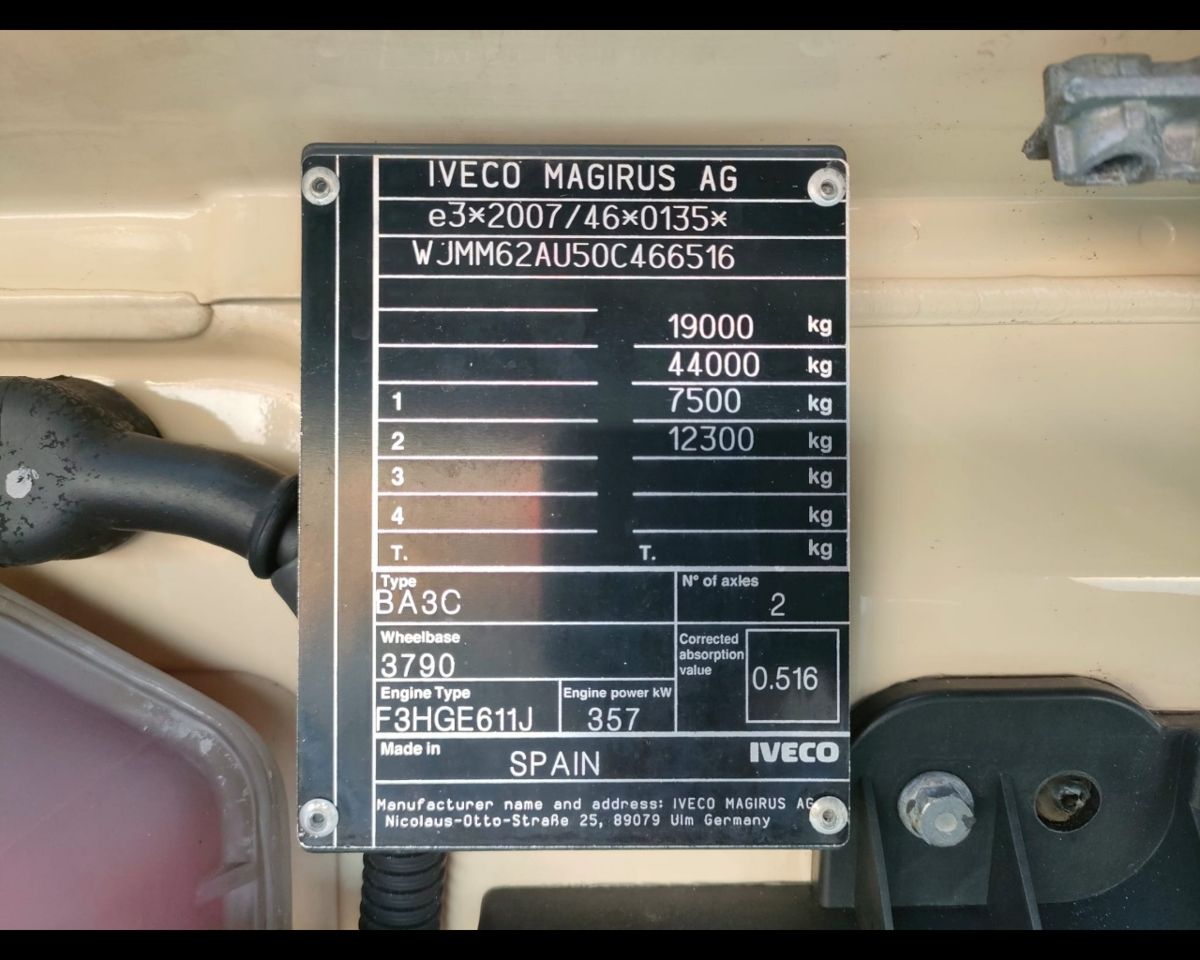 IVECO MAGIRUS AG
e3*2007/46*0135*
WJMM62AU50C466516
19000 kg
44000 kg
1 7500 kg
2 12300 kg
3 kg
4 kg
T. T. kg
Type N° of axles
BA3C 2
Wheelbase Corrected
absorption
value
3790 0.516
Engine Type Engine power kW
F3HGE611J 357
Made in SPAIN IVECO
Manufacturer name and address: IVECO MAGIRUS AG
Nicolaus-Otto-Straße 25, 89079 Ulm Germany